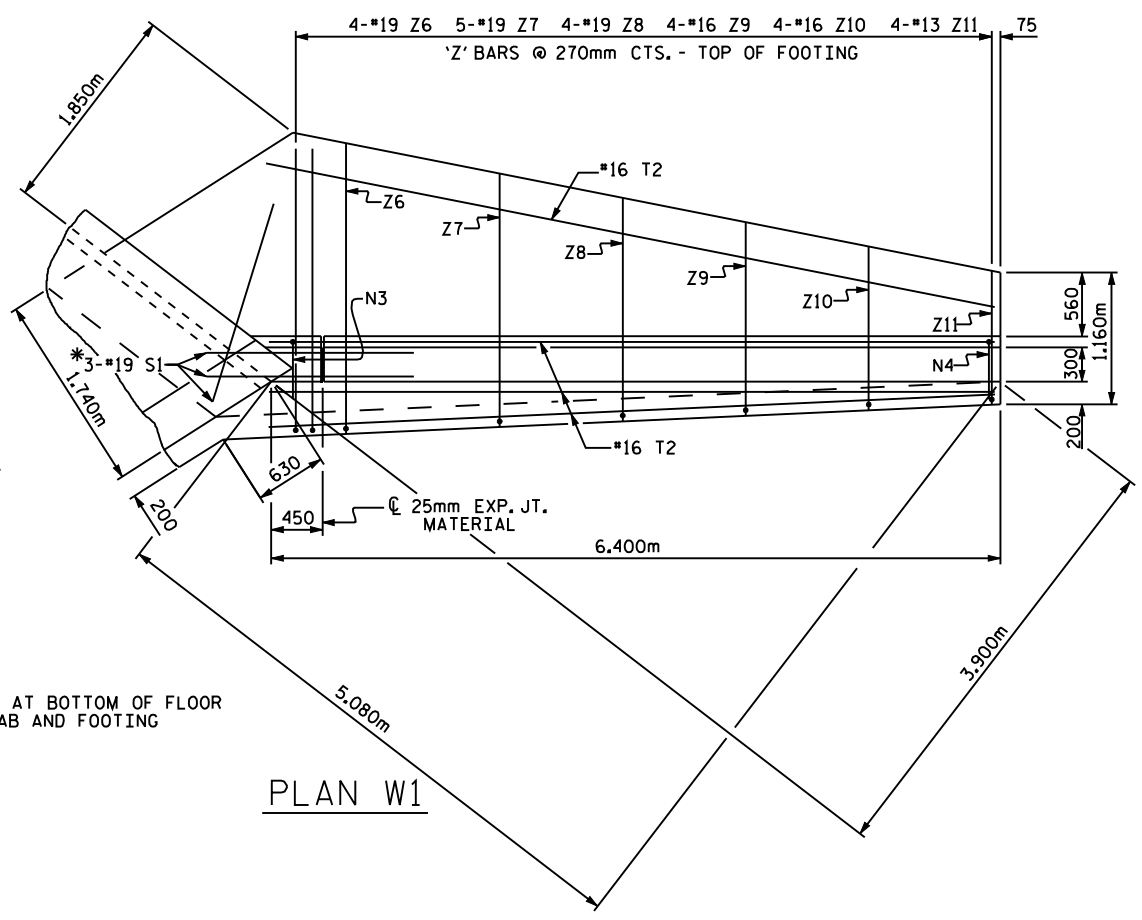 4-#19 Z6 5-#19 Z7 4-#19 Z8 4-#16 Z9 4-#16 Z10 4-#13 Z11 75
'Z' BARS @ 270mm CTS. - TOP OF FOOTING
1.850m
#16 T2
Z6
Z7
Z8
Z9
Z10
Z11
N3
N4
560
300
1.160m
200
*3-#19 S1
1.740m
#16 T2
630
200
450
℄ 25mm EXP. JT.
MATERIAL
6.400m
3.900m
5.080m
AT BOTTOM OF FLOOR
AB AND FOOTING
PLAN W1